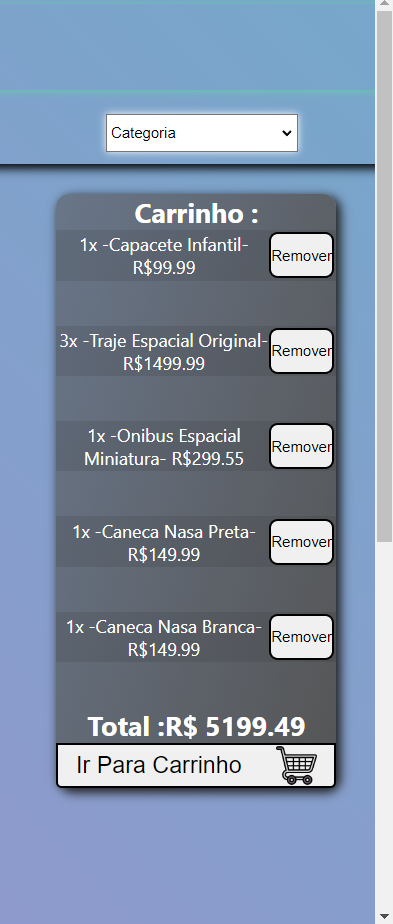 Categoria
Carrinho :
1x -Capacete Infantil-
R$99.99
Remover
3x -Traje Espacial Original-
R$1499.99
Remover
1x -Onibus Espacial
Miniatura- R$299.55
Remover
1x -Caneca Nasa Preta-
R$149.99
Remover
1x -Caneca Nasa Branca-
R$149.99
Remover
Total :R$ 5199.49
Ir Para Carrinho